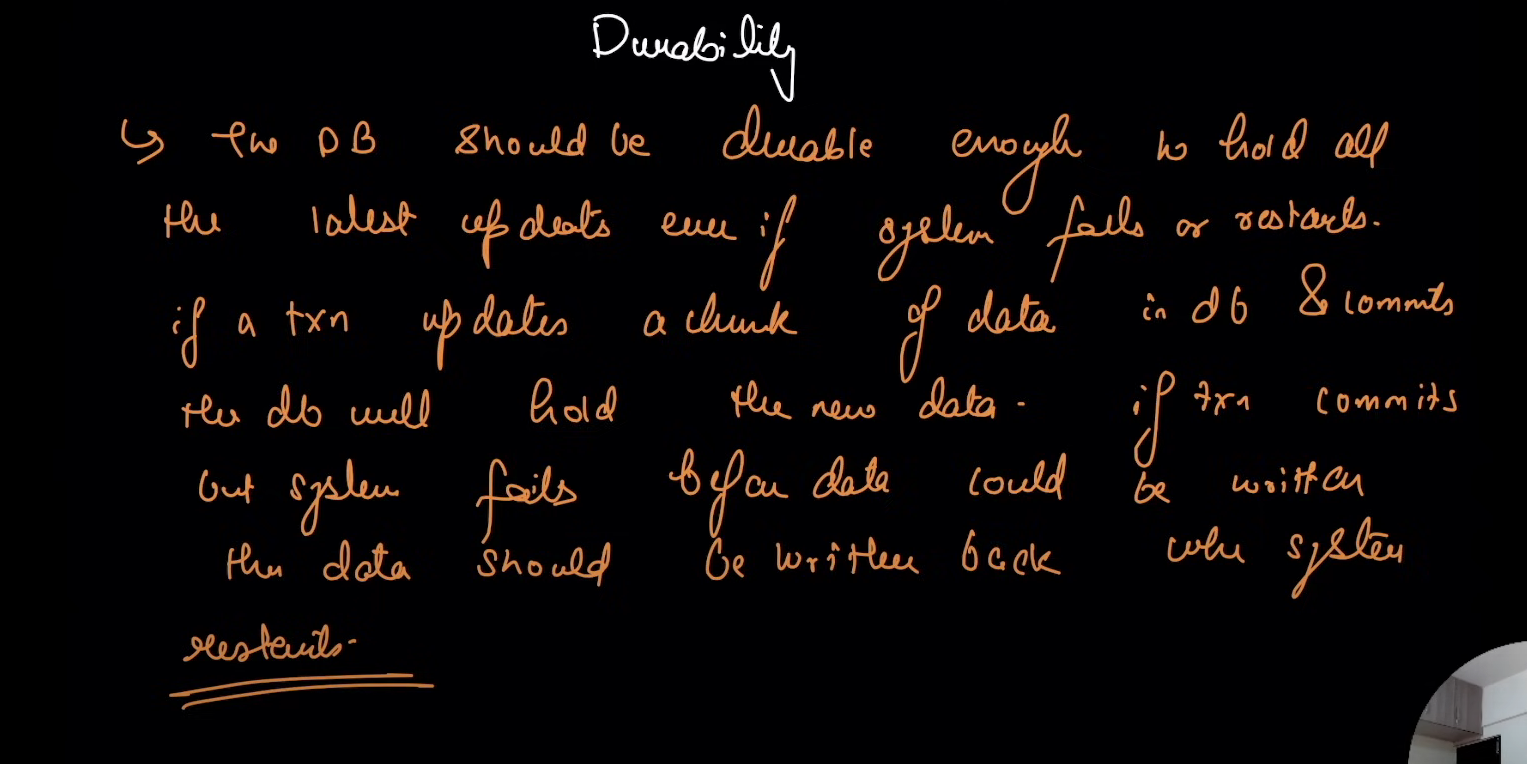 Durability
↳ The DB should be durable enough to hold all
the latest updeats even if system fails or restarts.
if a txn updates a chunk of data in db & commits
the db will hold the new data. if txn commits
but system fails before data could be written
then data should be written back when system
restarts.